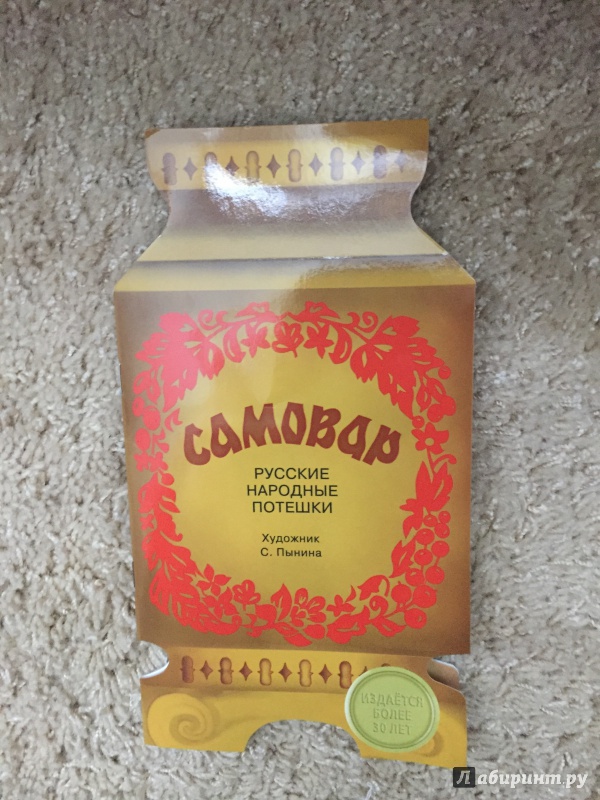 САМОВАР
РУССКИЕ
НАРОДНЫЕ
ПОТЕШКИ
Художник
С. Пынина
ИЗДАЁТСЯ
БОЛЕЕ
30 ЛЕТ
Лабиринт.ру